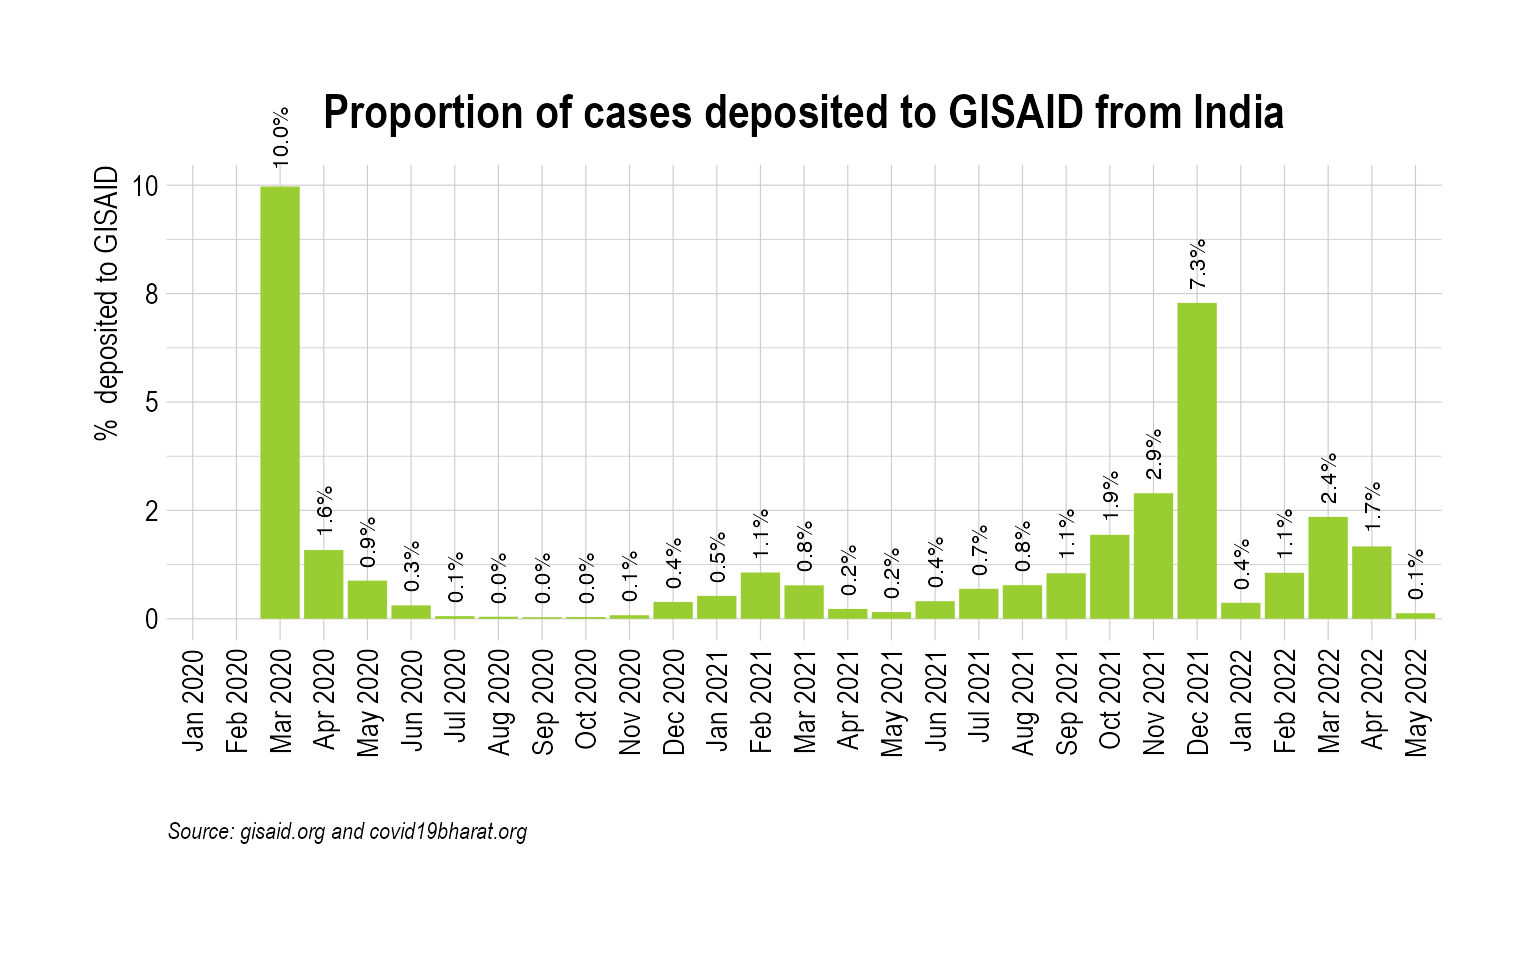 Proportion of cases deposited to GISAID from India
% deposited to GISAID
10
8
5
2
0
10.0%
1.6%
0.9%
0.3%
0.1%
0.0%
0.0%
0.0%
0.1%
0.4%
0.5%
1.1%
0.8%
0.2%
0.2%
0.4%
0.7%
0.8%
1.1%
1.9%
2.9%
7.3%
0.4%
1.1%
2.4%
1.7%
0.1%
Jan 2020
Feb 2020
Mar 2020
Apr 2020
May 2020
Jun 2020
Jul 2020
Aug 2020
Sep 2020
Oct 2020
Nov 2020
Dec 2020
Jan 2021
Feb 2021
Mar 2021
Apr 2021
May 2021
Jun 2021
Jul 2021
Aug 2021
Sep 2021
Oct 2021
Nov 2021
Dec 2021
Jan 2022
Feb 2022
Mar 2022
Apr 2022
May 2022
Source: gisaid.org and covid19bharat.org